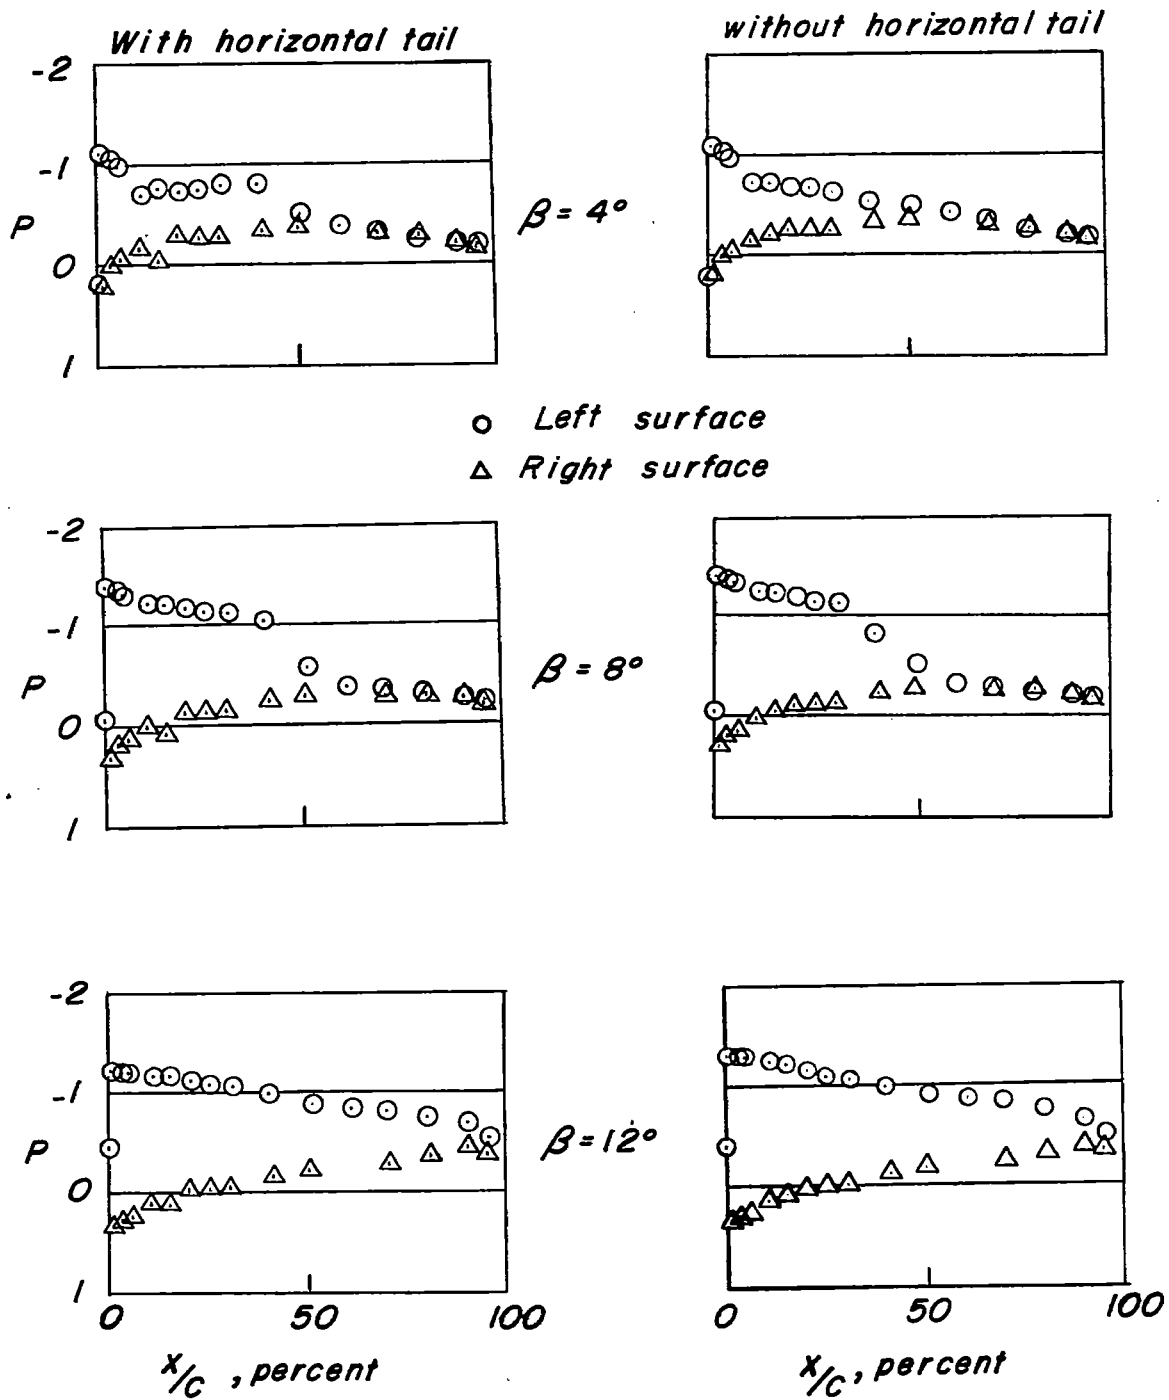 With horizontal tail
without horizontal tail
-2
-1
P
0
1
β = 4°
Left surface
Right surface
-2
-1
P
0
1
β = 8°
-2
-1
P
0
1
β = 12°
0 50 100
0 50 100
x/c, percent
x/c, percent